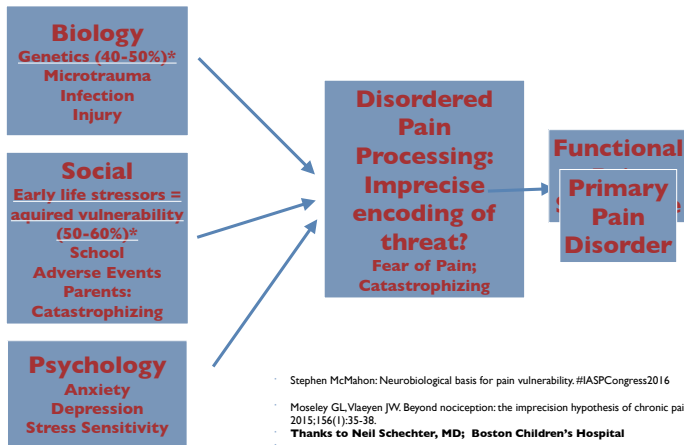 Biology
Genetics (40-50%)*
Microtrauma
Infection
Injury
Social
Early life stressors =
aquired vulnerability
(50-60%)*
School
Adverse Events
Parents:
Catastrophizing
Psychology
Anxiety
Depression
Stress Sensitivity
Disordered
Pain
Processing:
Imprecise
encoding of
threat?
Fear of Pain;
Catastrophizing
Functional
Primary
Pain
Disorder
Stephen McMahon: Neurobiological basis for pain vulnerability. #IASPCongress2016
Moseley GL, Vlaeyen JW. Beyond nociception: the imprecision hypothesis of chronic pai
2015;156(1):35-38.
Thanks to Neil Schechter, MD; Boston Children's Hospital